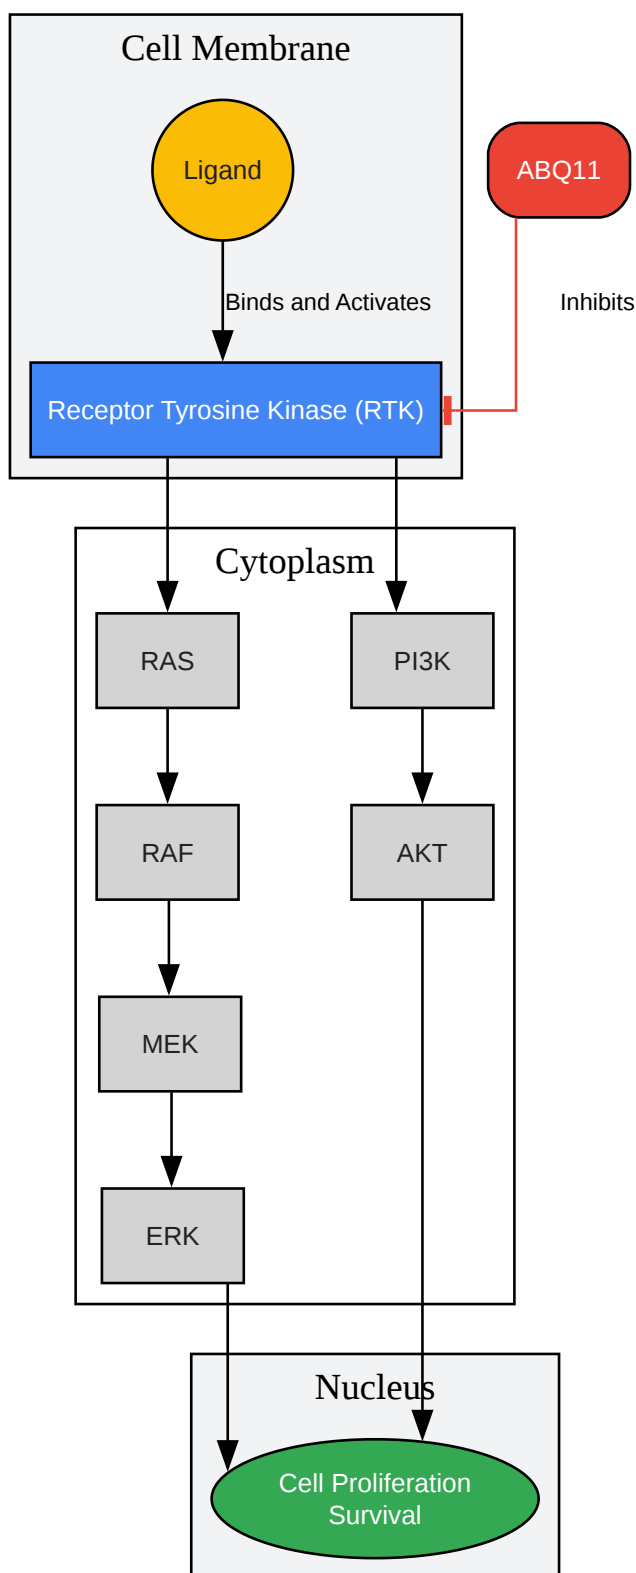 Cell Membrane
Ligand
ABQ11
Binds and Activates
Inhibits
Receptor Tyrosine Kinase (RTK)
Cytoplasm
RAS
PI3K
RAF
AKT
MEK
ERK
Nucleus
Cell Proliferation
Survival